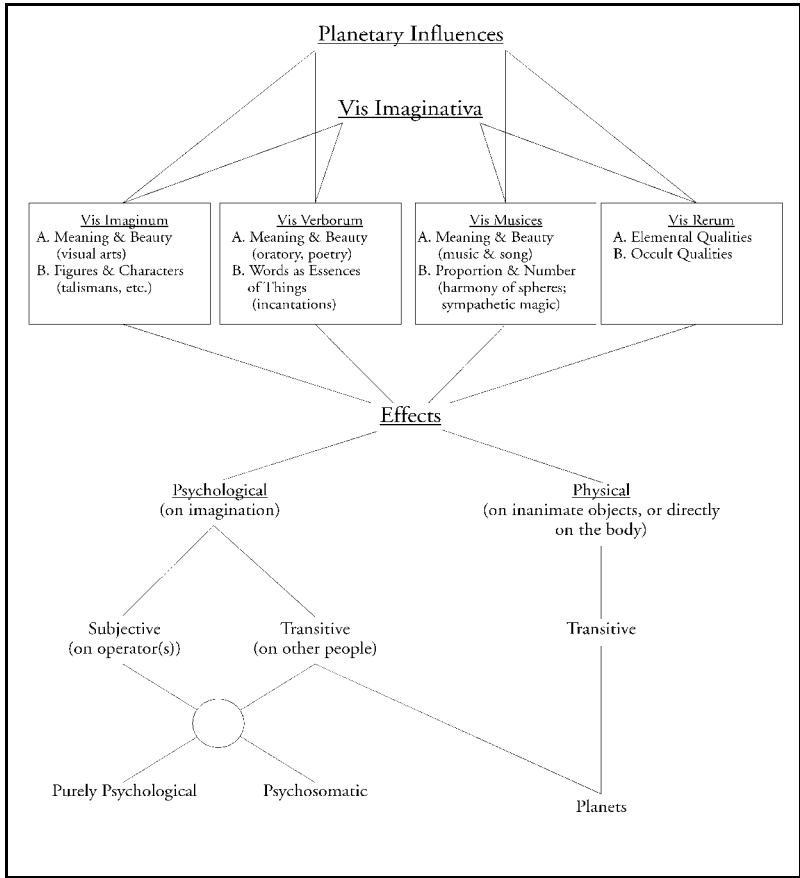 Planetary Influences
Vis Imaginativa
Vis Imaginum
A. Meaning & Beauty
(visual arts)
B. Figures & Characters
(talismans, etc.)
Vis Verborum
A. Meaning & Beauty
(oratory, poetry)
B. Words as Essences
of Things
(incantations)
Vis Musices
A. Meaning & Beauty
(music & song)
B. Proportion & Number
(harmony of spheres;
sympathetic magic)
Vis Rerum
A. Elemental Qualities
B. Occult Qualities
Effects
Psychological
(on imagination)
Physical
(on inanimate objects, or directly
on the body)
Subjective
(on operator(s))
Transitive
(on other people)
Transitive
Purely Psychological
Psychosomatic
Planets